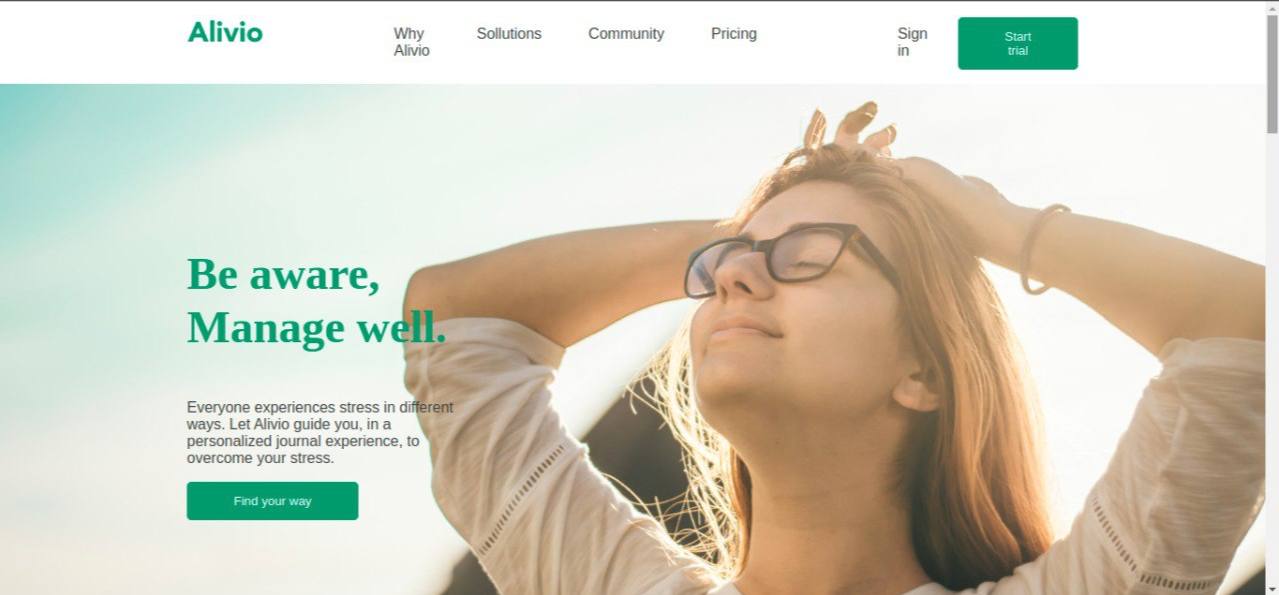 Alivio
Why
Alivio
Sollutions
Community
Pricing
Sign
in
Start
trial
Be aware,
Manage well.
Everyone experiences stress in different
ways. Let Alivio guide you, in a
personalized journal experience, to
overcome your stress.
Find your way